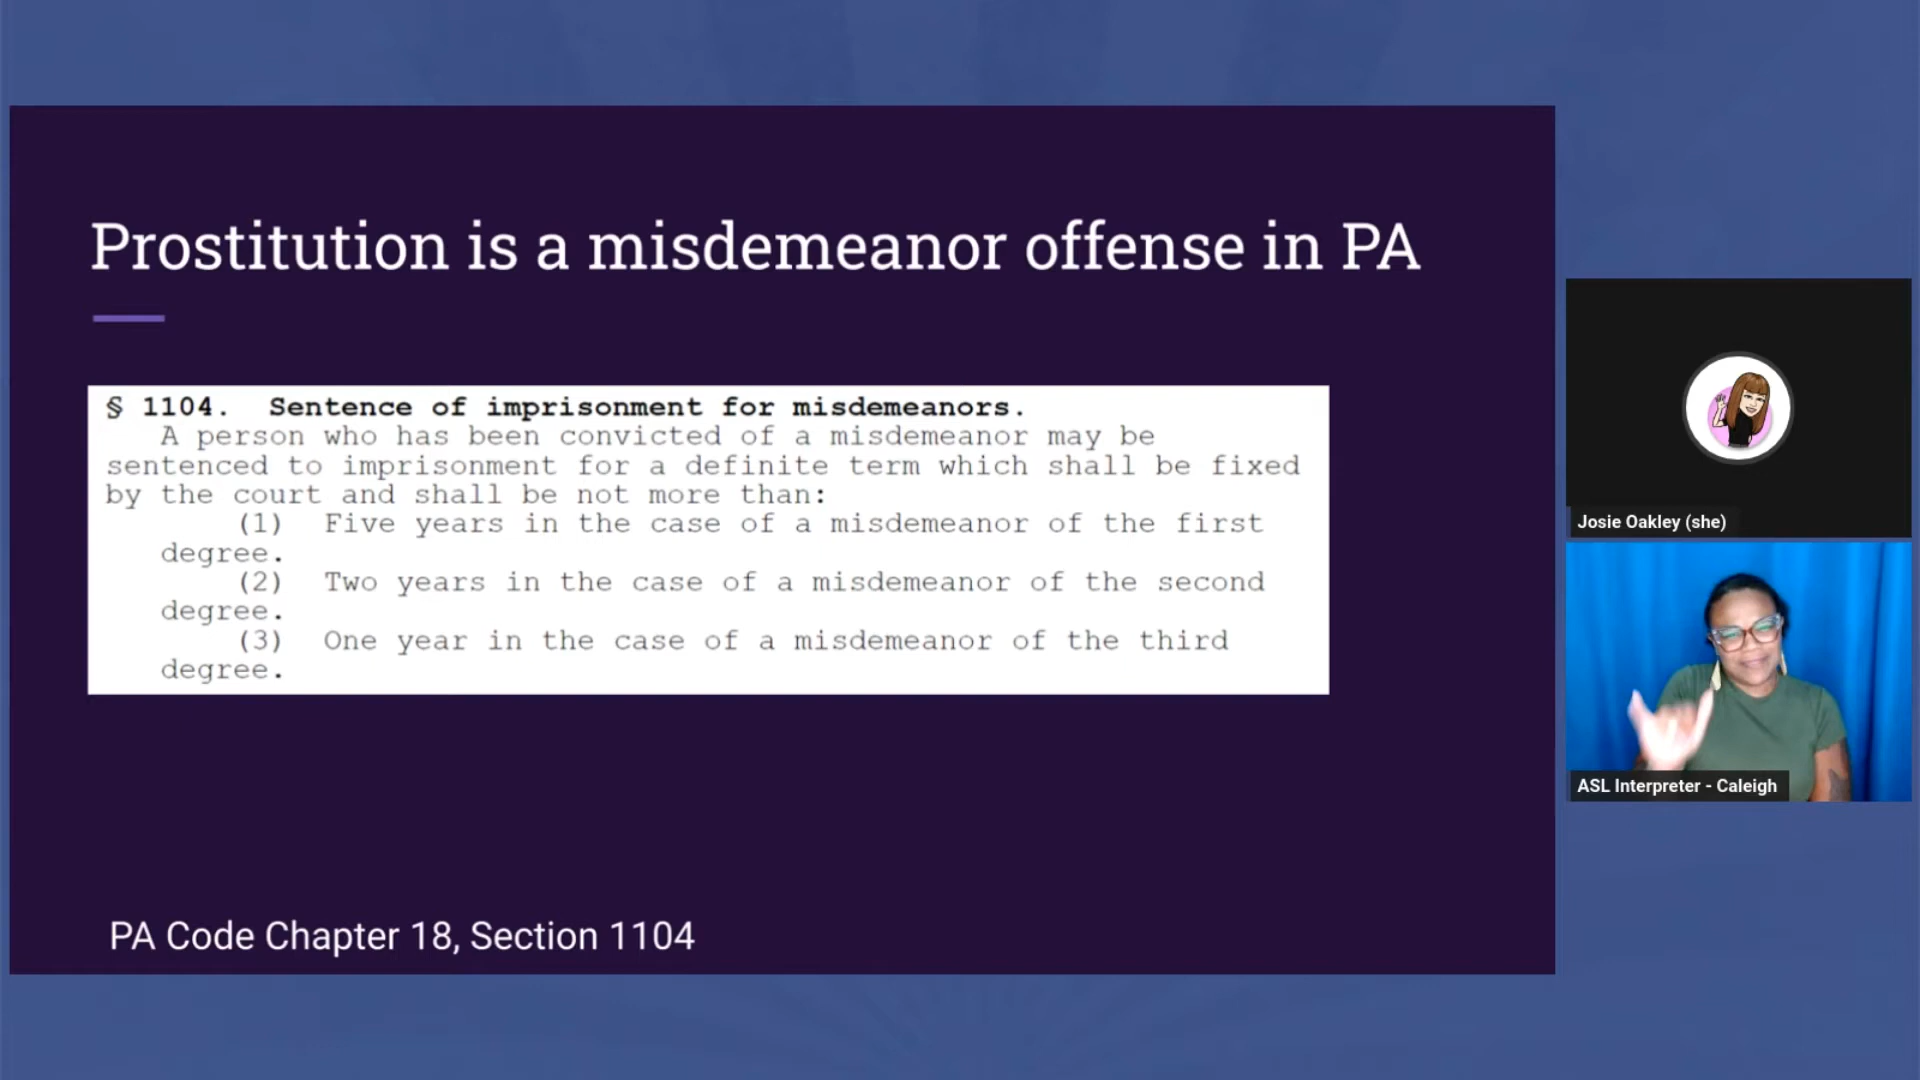 Prostitution is a misdemeanor offense in PA
§ 1104.  Sentence of imprisonment for misdemeanors.
A person who has been convicted of a misdemeanor may be
sentenced to imprisonment for a definite term which shall be fixed
by the court and shall be not more than:
(1)  Five years in the case of a misdemeanor of the first
degree.
(2)  Two years in the case of a misdemeanor of the second
degree.
(3)  One year in the case of a misdemeanor of the third
degree.
PA Code Chapter 18, Section 1104
Josie Oakley (she)
ASL Interpreter - Caleigh